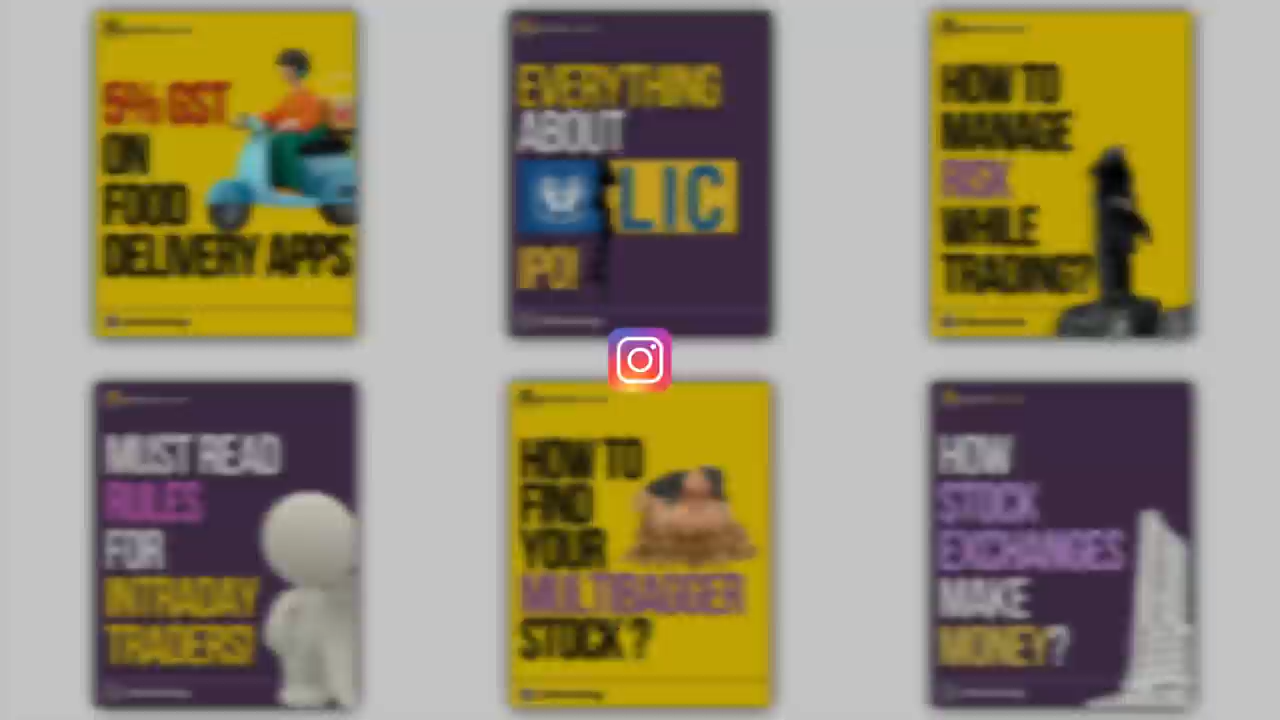 5% GST
ON
FOOD
DELIVERY APPS
EVERYTHING
ABOUT
LIC
IPO!
HOW TO
MANAGE
RISK
WHILE
TRADING?
MUST READ
RULES
FOR
INTRADAY
TRADERS!
HOW TO
FIND
YOUR
MULTIBAGGER
STOCK ?
HOW
STOCK
EXCHANGES
MAKE
MONEY?